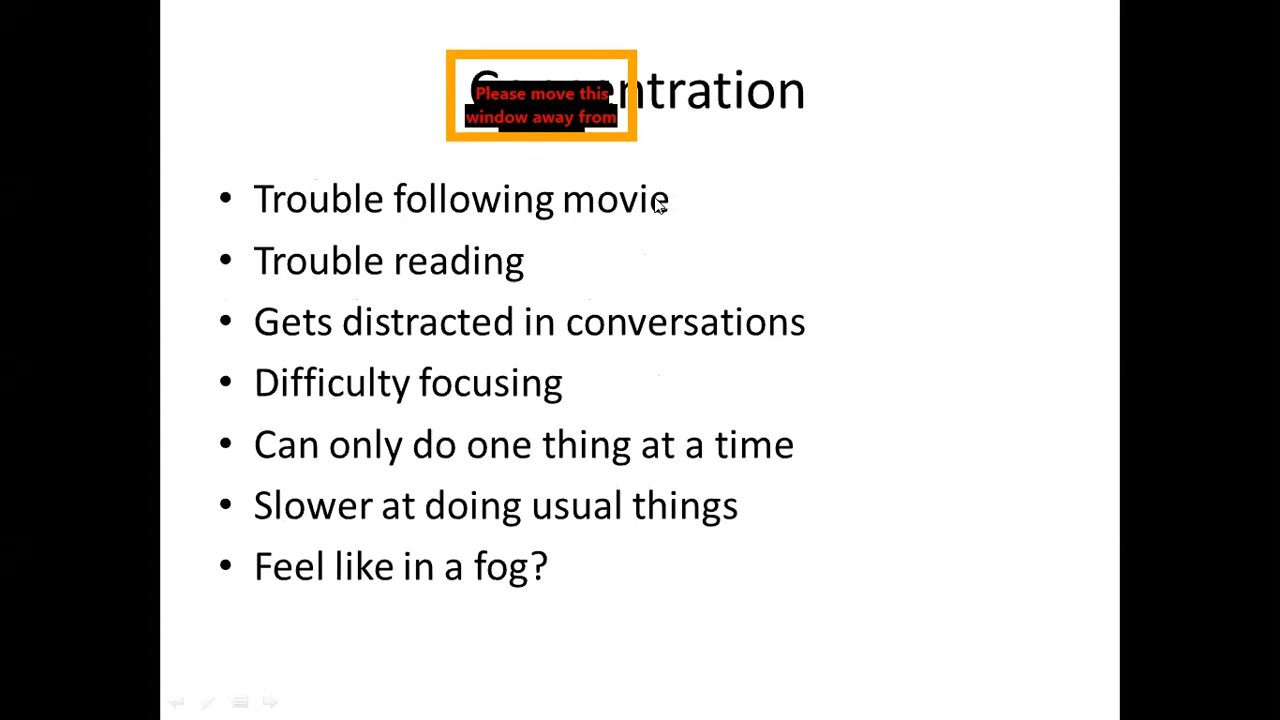 Concentration
Please move this
window away from
• Trouble following movie
• Trouble reading
• Gets distracted in conversations
• Difficulty focusing
• Can only do one thing at a time
• Slower at doing usual things
• Feel like in a fog?